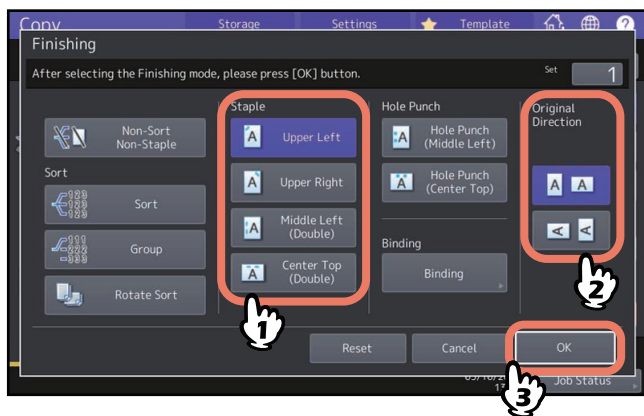 Copy
Storage
Settings
Template
?
Finishing
After selecting the Finishing mode, please press [OK] button.
Set
1
Non-Sort
Non-Staple
Sort
Sort
Group
Rotate Sort
Staple
Upper Left
Upper Right
Middle Left
(Double)
Center Top
(Double)
Hole Punch
Hole Punch
(Middle Left)
Hole Punch
(Center Top)
Binding
Binding
Original
Direction
A
A
A
A
1
2
Reset
Cancel
OK
3
Job Status